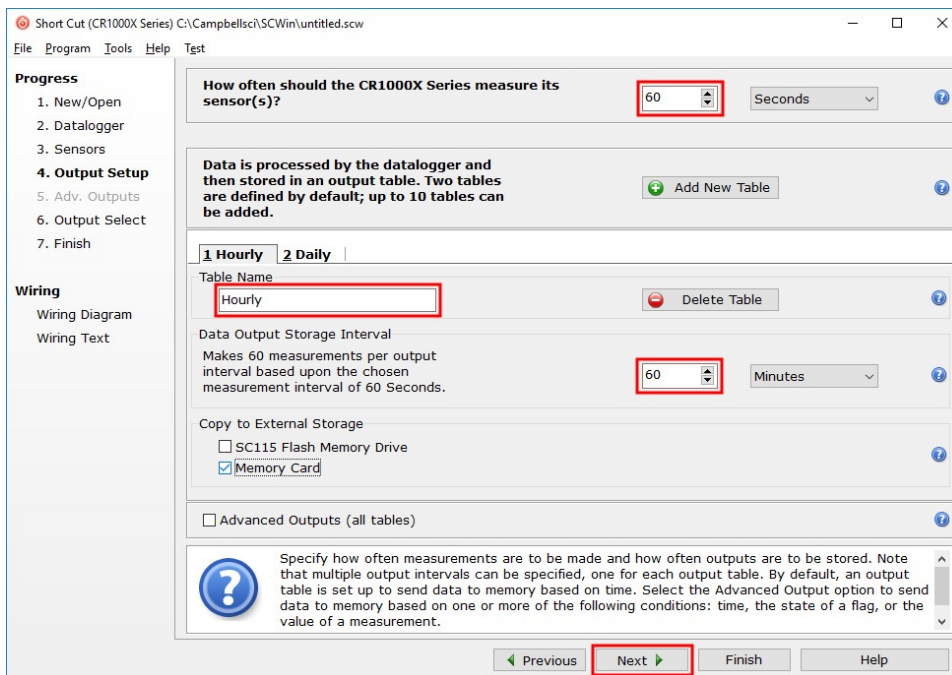 Short Cut (CR1000X Series) C:\Campbellsci\SCWin\untitled.scw
File Program Tools Help Test
Progress
1. New/Open
2. Datalogger
3. Sensors
4. Output Setup
5. Adv. Outputs
6. Output Select
7. Finish
Wiring
Wiring Diagram
Wiring Text
How often should the CR1000X Series measure its
sensor(s)?
60
Seconds
Data is processed by the datalogger and
then stored in an output table. Two tables
are defined by default; up to 10 tables can
be added.
Add New Table
1 Hourly 2 Daily
Table Name
Hourly
Delete Table
Data Output Storage Interval
Makes 60 measurements per output
interval based upon the chosen
measurement interval of 60 Seconds.
60
Minutes
Copy to External Storage
SC115 Flash Memory Drive
Memory Card
Advanced Outputs (all tables)
Specify how often measurements are to be made and how often outputs are to be stored. Note
that multiple output intervals can be specified, one for each output table. By default, an output
table is set up to send data to memory based on time. Select the Advanced Output option to send
data to memory based on one or more of the following conditions: time, the state of a flag, or the
value of a measurement.
Previous Next Finish Help